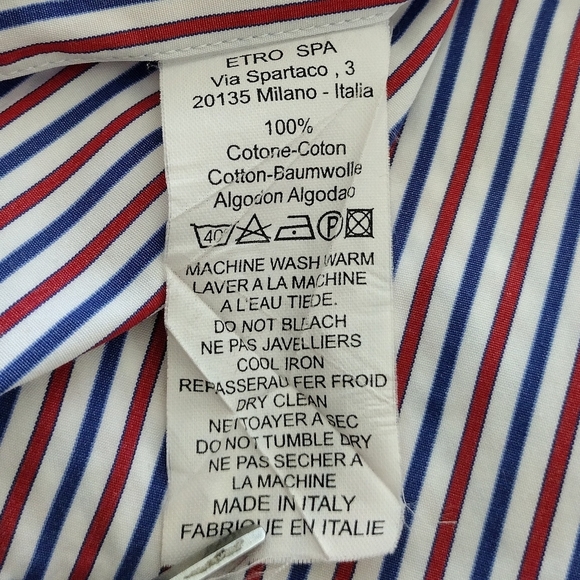 ETRO SPA
Via Spartaco , 3
20135 Milano - Italia
100%
Cotone-Coton
Cotton-Baumwolle
Algodon Algodao
40 P
MACHINE WASH WARM
LAVER A LA MACHINE
A L'EAU TIEDE.
DO NOT BLEACH
NE PAS JAVELLIERS
COOL IRON
REPASSERAU FER FROID
DRY CLEAN
NETTOYER A SEC
DO NOT TUMBLE DRY
NE PAS SECHER A
LA MACHINE
MADE IN ITALY
FABRIQUE EN ITALIE